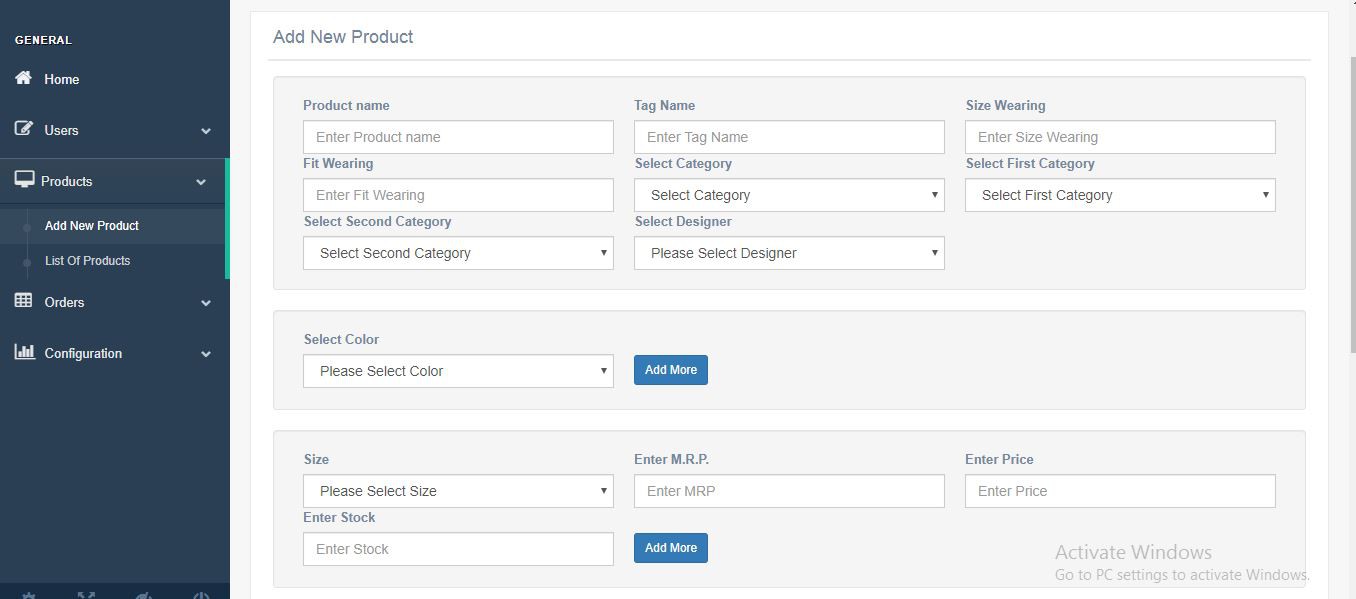 GENERAL
Home
Users
Products
Add New Product
List Of Products
Orders
Configuration
Add New Product
Product name Tag Name Size Wearing
Enter Product name Enter Tag Name Enter Size Wearing
Fit Wearing Select Category Select First Category
Enter Fit Wearing Select Category Select First Category
Select Second Category Select Designer
Select Second Category Please Select Designer
Select Color
Please Select Color Add More
Size Enter M.R.P. Enter Price
Please Select Size Enter MRP Enter Price
Enter Stock
Enter Stock Add More
Activate Windows
Go to PC settings to activate Windows.